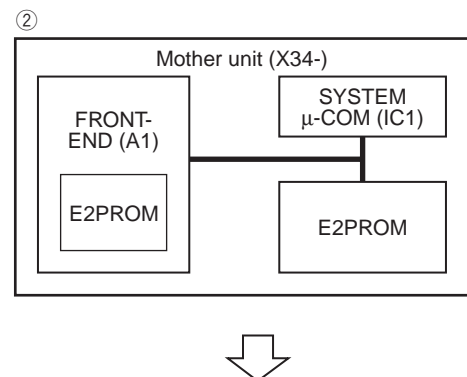 ②
Mother unit (X34-)
FRONT-
END (A1)
E2PROM
SYSTEM
μ-COM (IC1)
E2PROM